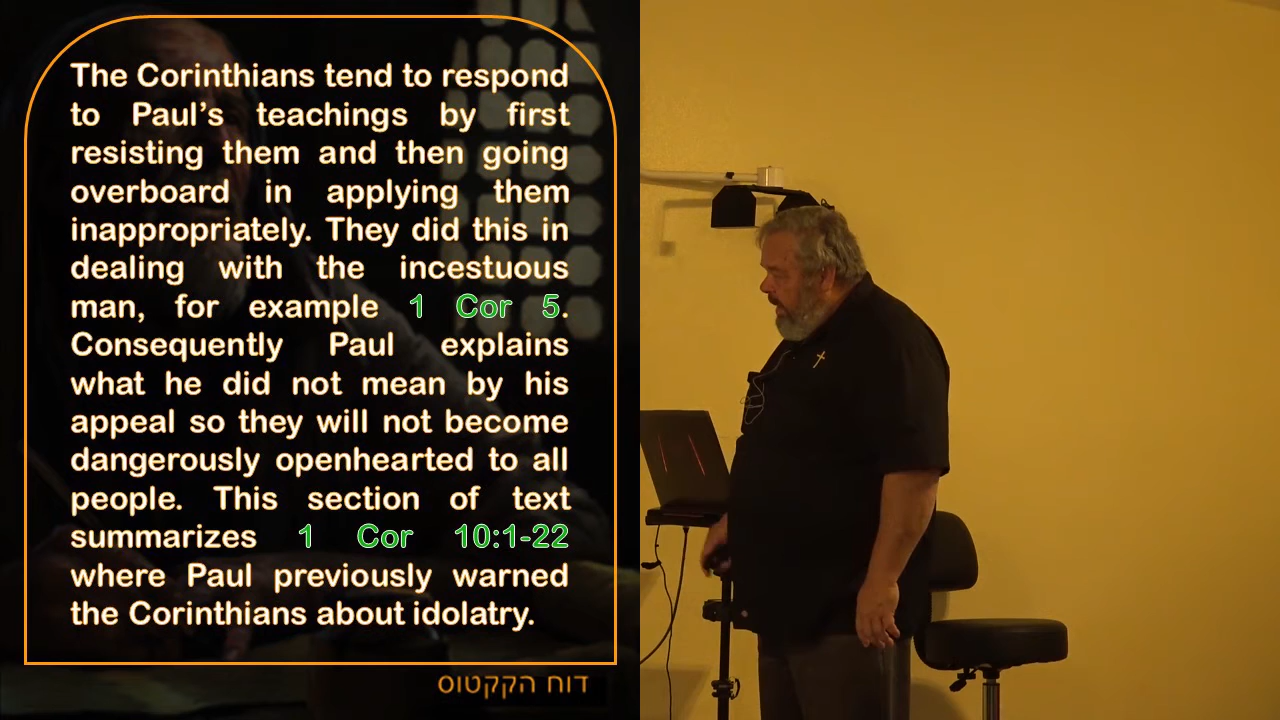 The Corinthians tend to respond
to Paul’s teachings by first
resisting them and then going
overboard in applying them
inappropriately. They did this in
dealing with the incestuous
man, for example 1 Cor 5.
Consequently Paul explains
what he did not mean by his
appeal so they will not become
dangerously openhearted to all
people. This section of text
summarizes 1 Cor 10:1-22
where Paul previously warned
the Corinthians about idolatry.
דוח הקקטוס